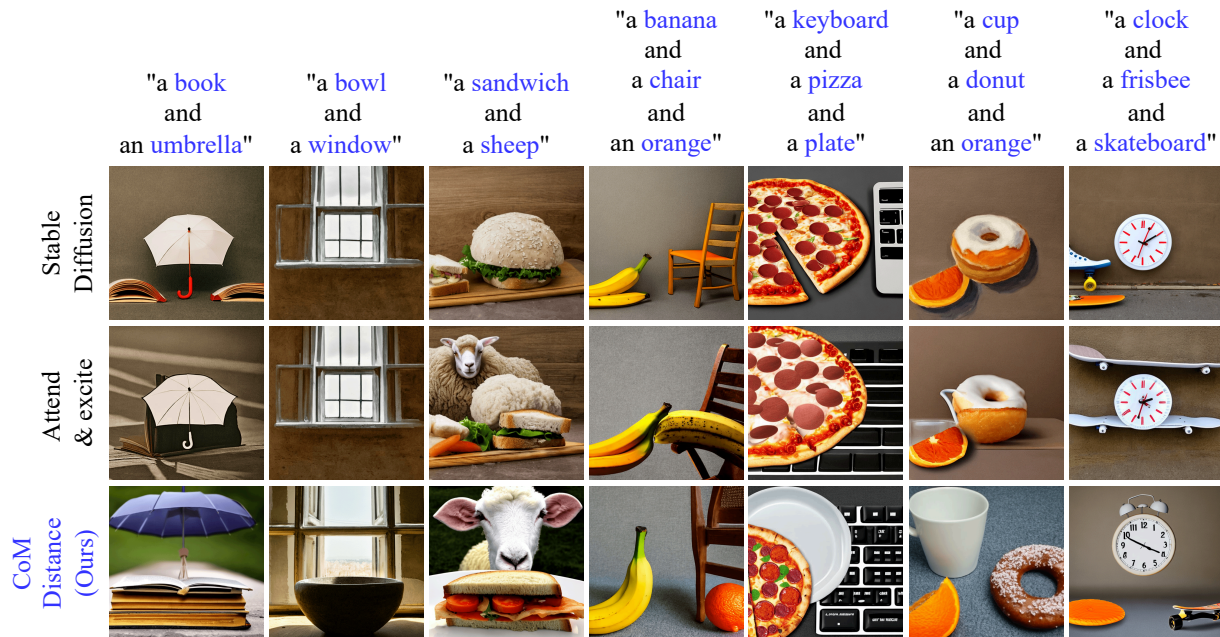 "a banana
and
a chair
and
an orange"
"a keyboard
and
a pizza
and
a plate"
"a cup
and
a donut
and
an orange"
"a clock
and
a frisbee
and
a skateboard"
"a book
and
an umbrella"
"a bowl
and
a window"
"a sandwich
and
a sheep"
Stable
Diffusion
Attend
& excite
CoM
Distance
(Ours)